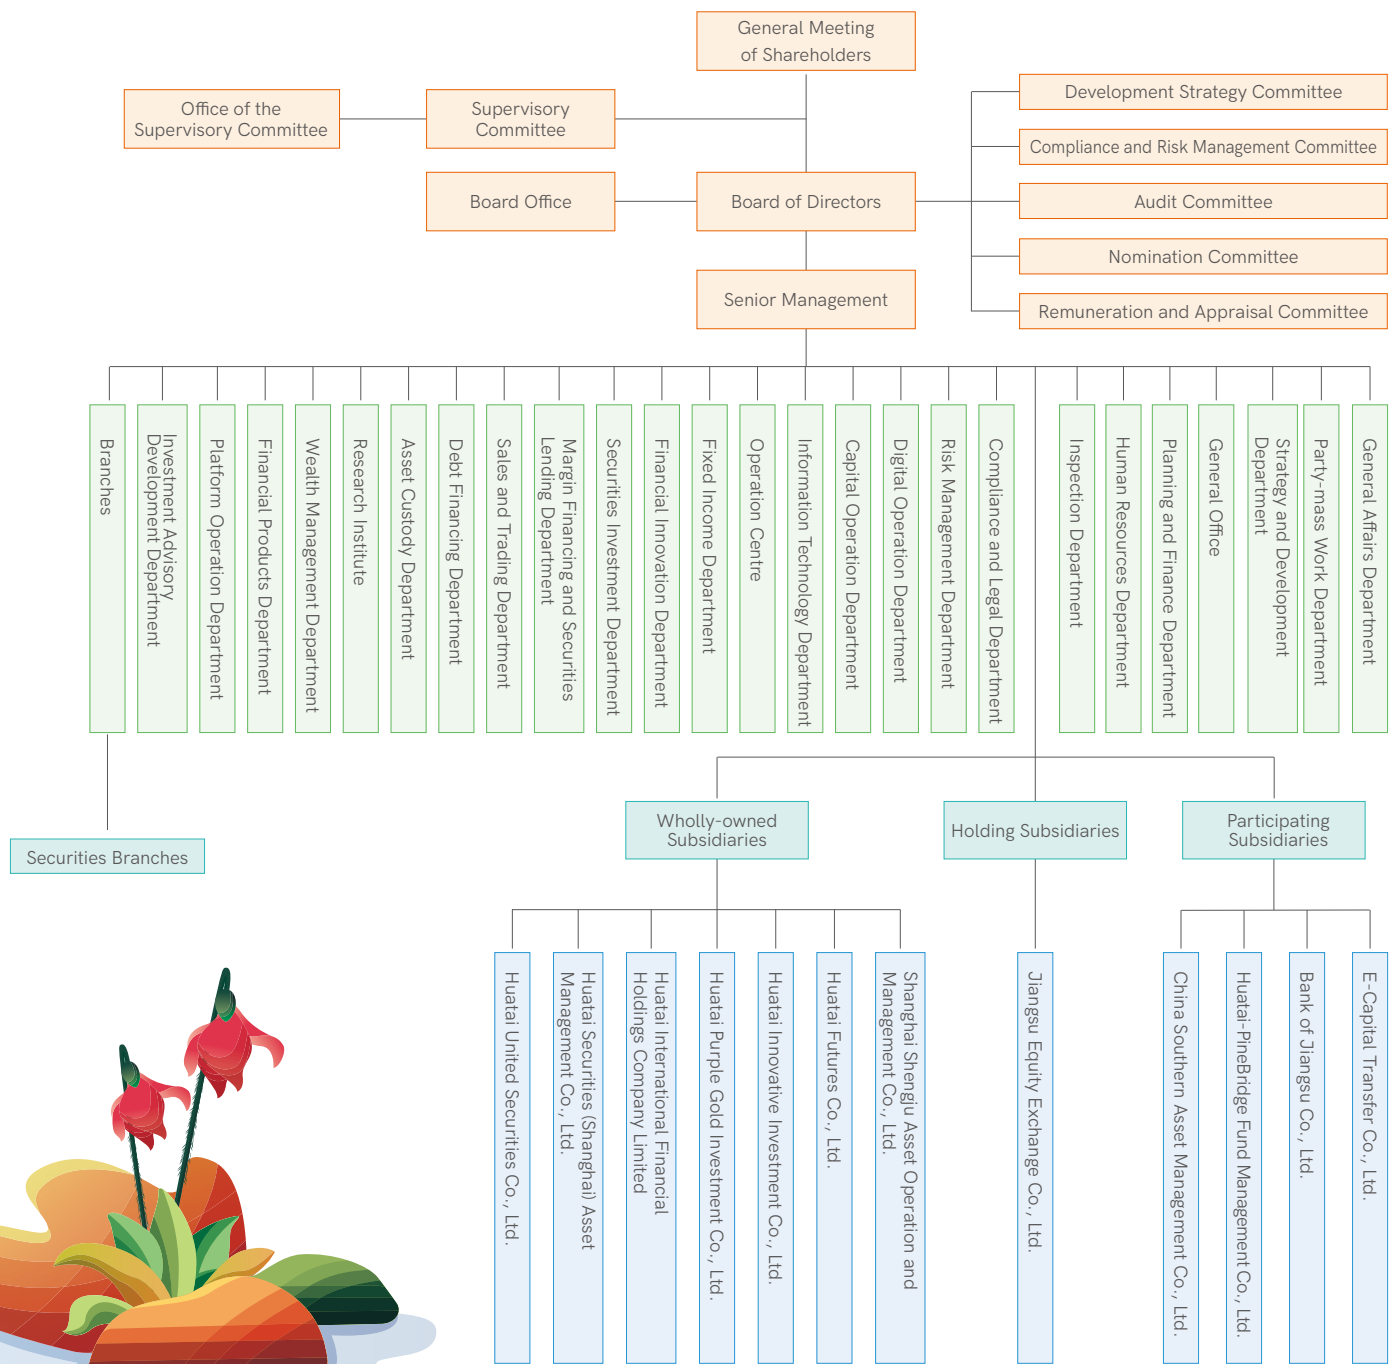 General Meeting
of Shareholders
Office of the
Supervisory Committee
Supervisory
Committee
Board Office
Board of Directors
Senior Management
Development Strategy Committee
Compliance and Risk Management Committee
Audit Committee
Nomination Committee
Remuneration and Appraisal Committee
Branches
Investment Advisory
Development Department
Platform Operation Department
Financial Products Department
Wealth Management Department
Research Institute
Asset Custody Department
Debt Financing Department
Sales and Trading Department
Margin Financing and Securities
Lending Department
Securities Investment Department
Financial Innovation Department
Fixed Income Department
Operation Centre
Information Technology Department
Capital Operation Department
Digital Operation Department
Risk Management Department
Compliance and Legal Department
Inspection Department
Human Resources Department
Planning and Finance Department
General Office
Strategy and Development
Department
Party-mass Work Department
General Affairs Department
Securities Branches
Wholly-owned
Subsidiaries
Holding Subsidiaries
Participating
Subsidiaries
Huatai United Securities Co., Ltd.
Huatai Securities (Shanghai) Asset
Management Co., Ltd.
Huatai International Financial
Holdings Company Limited
Huatai Purple Gold Investment Co., Ltd.
Huatai Innovative Investment Co., Ltd.
Huatai Futures Co., Ltd.
Shanghai Shengju Asset Operation and
Management Co., Ltd.
Jiangsu Equity Exchange Co., Ltd.
China Southern Asset Management Co., Ltd.
Huatai-PineBridge Fund Management Co., Ltd.
Bank of Jiangsu Co., Ltd.
E-Capital Transfer Co., Ltd.